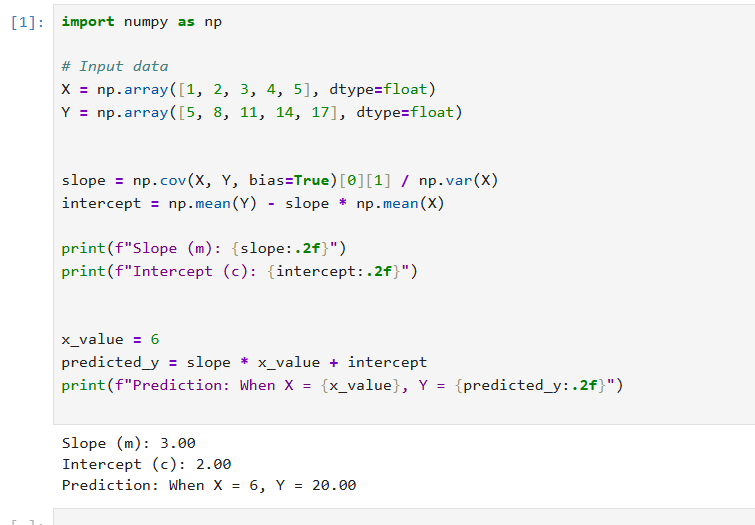 [1]: import numpy as np
# Input data
X = np.array([1, 2, 3, 4, 5], dtype=float)
Y = np.array([5, 8, 11, 14, 17], dtype=float)
slope = np.cov(X, Y, bias=True)[0][1] / np.var(X)
intercept = np.mean(Y) - slope * np.mean(X)
print(f"Slope (m): {slope:.2f}")
print(f"Intercept (c): {intercept:.2f}")
x_value = 6
predicted_y = slope * x_value + intercept
print(f"Prediction: When X = {x_value}, Y = {predicted_y:.2f}")
Slope (m): 3.00
Intercept (c): 2.00
Prediction: When X = 6, Y = 20.00
[ ]: